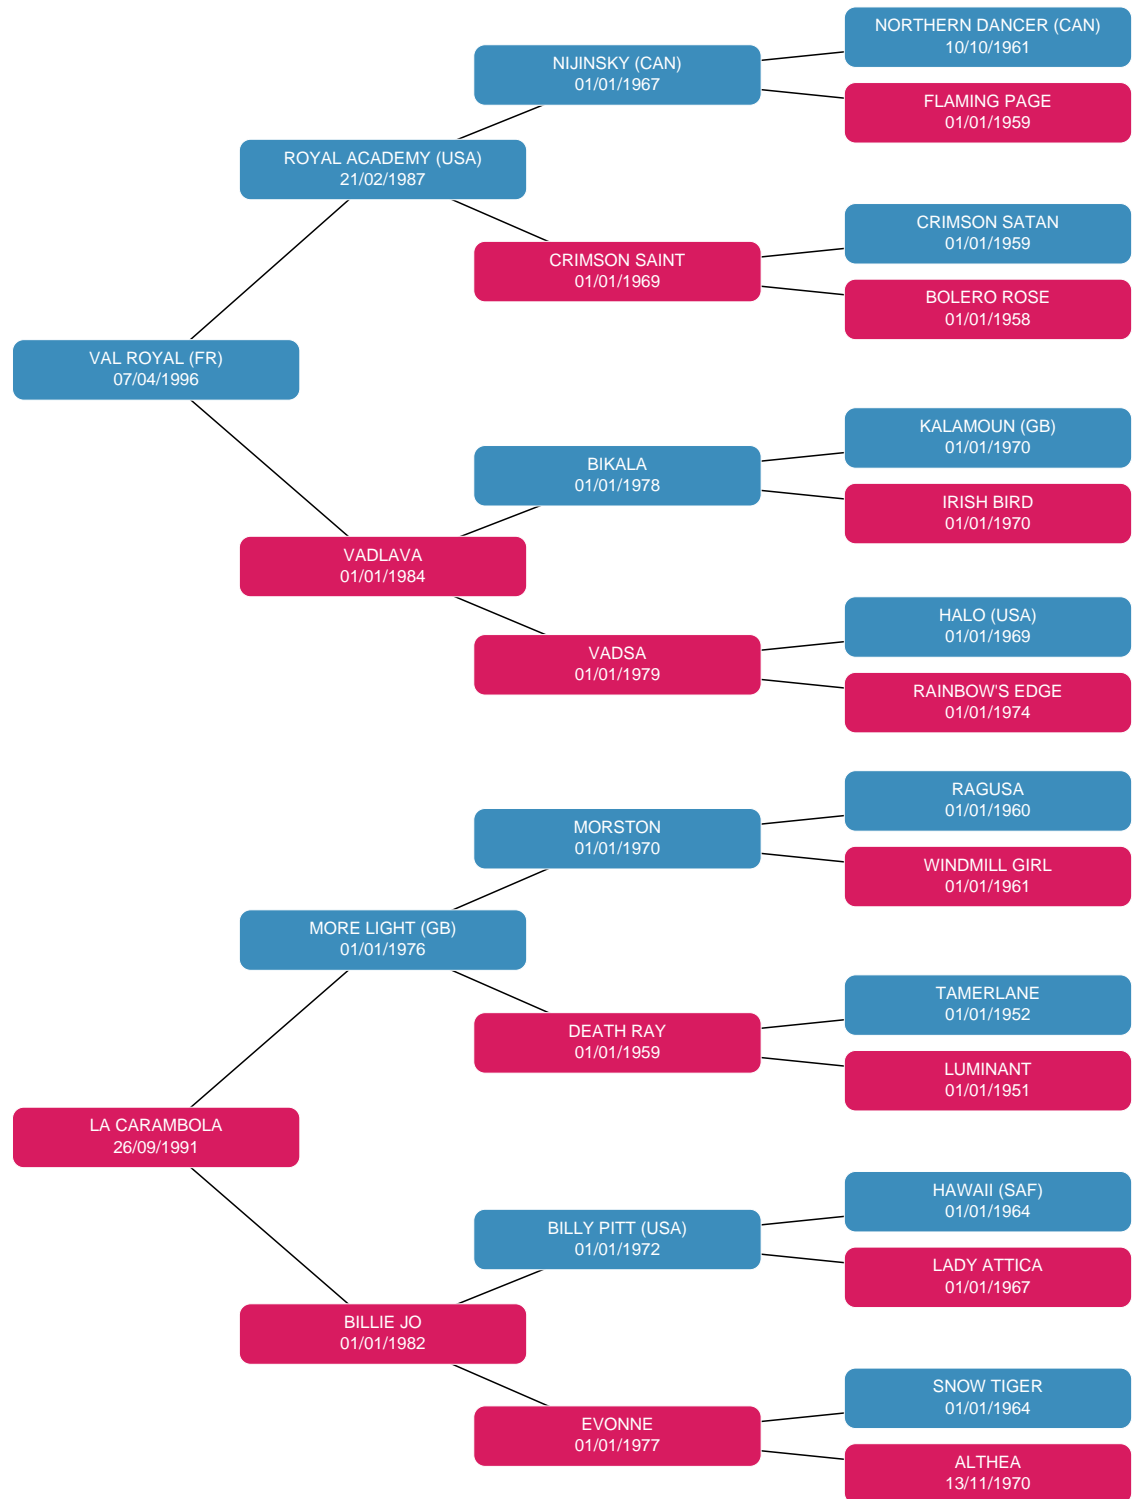 NORTHERN DANCER (CAN)
10/10/1961
NIJINSKY (CAN)
01/01/1967
FLAMING PAGE
01/01/1959
ROYAL ACADEMY (USA)
21/02/1987
CRIMSON SATAN
01/01/1959
CRIMSON SAINT
01/01/1969
BOLERO ROSE
01/01/1958
VAL ROYAL (FR)
07/04/1996
KALAMOUN (GB)
01/01/1970
BIKALA
01/01/1978
IRISH BIRD
01/01/1970
VADLAVA
01/01/1984
HALO (USA)
01/01/1969
VADSA
01/01/1979
RAINBOW'S EDGE
01/01/1974
RAGUSA
01/01/1960
MORSTON
01/01/1970
WINDMILL GIRL
01/01/1961
MORE LIGHT (GB)
01/01/1976
TAMERLANE
01/01/1952
DEATH RAY
01/01/1959
LUMINANT
01/01/1951
LA CARAMBOLA
26/09/1991
HAWAII (SAF)
01/01/1964
BILLY PITT (USA)
01/01/1972
LADY ATTICA
01/01/1967
BILLIE JO
01/01/1982
SNOW TIGER
01/01/1964
EVONNE
01/01/1977
ALTHEA
13/11/1970